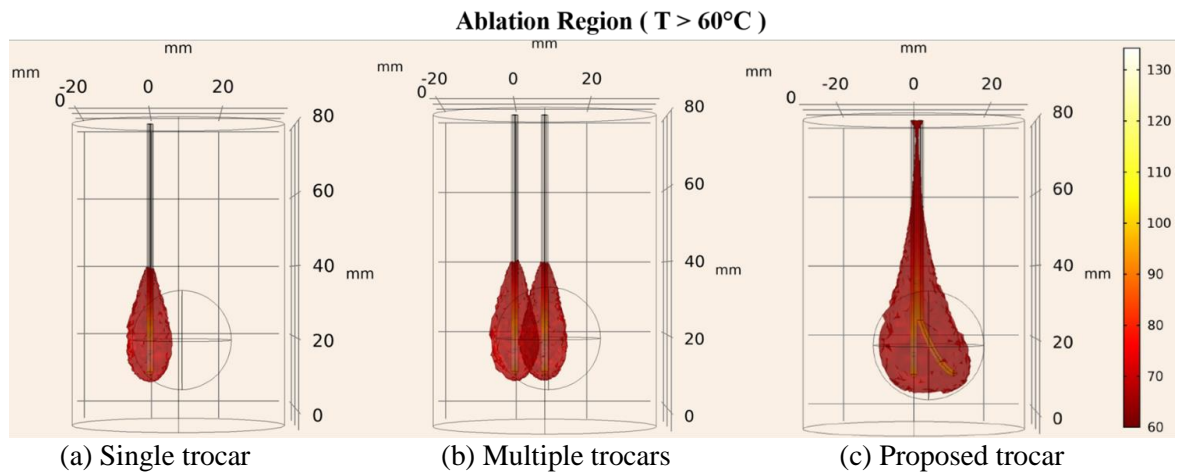 Ablation Region ( T > 60°C )
mm mm mm
mm -20 0 20 mm -20 0 20 mm -20 0 20
0 0 0
80 80 80
60 60 60
40 40 40
mm mm mm
20 20 20
0 0 0
130
120
110
100
90
80
70
60
(a) Single trocar (b) Multiple trocars (c) Proposed trocar